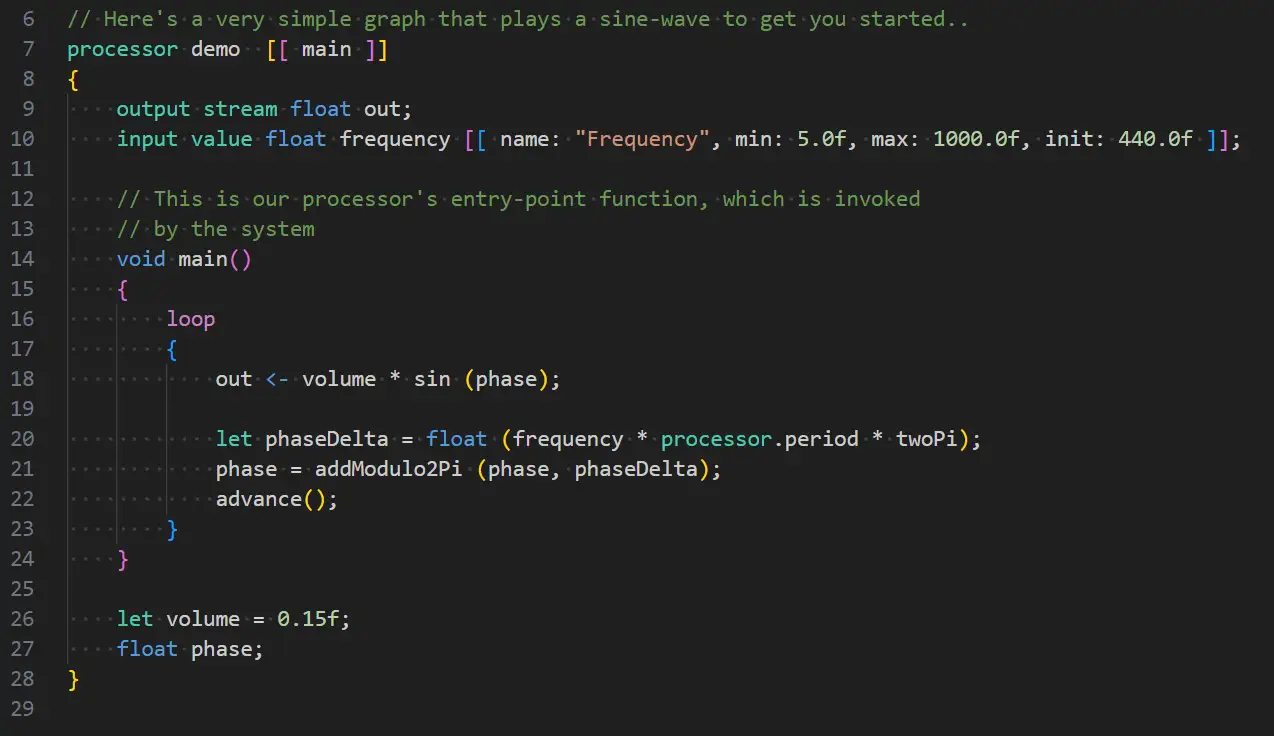 6 // Here's a very simple graph that plays a sine-wave to get you started..
7 processor demo  [[ main ]]
8 {
9     output stream float out;
10     input value float frequency [[ name: "Frequency", min: 5.0f, max: 1000.0f, init: 440.0f ]];
11
12     // This is our processor's entry-point function, which is invoked
13     // by the system
14     void main()
15     {
16         loop
17         {
18             out <- volume * sin (phase);
19
20             let phaseDelta = float (frequency * processor.period * twoPi);
21             phase = addModulo2Pi (phase, phaseDelta);
22             advance();
23         }
24     }
25
26     let volume = 0.15f;
27     float phase;
28 }
29